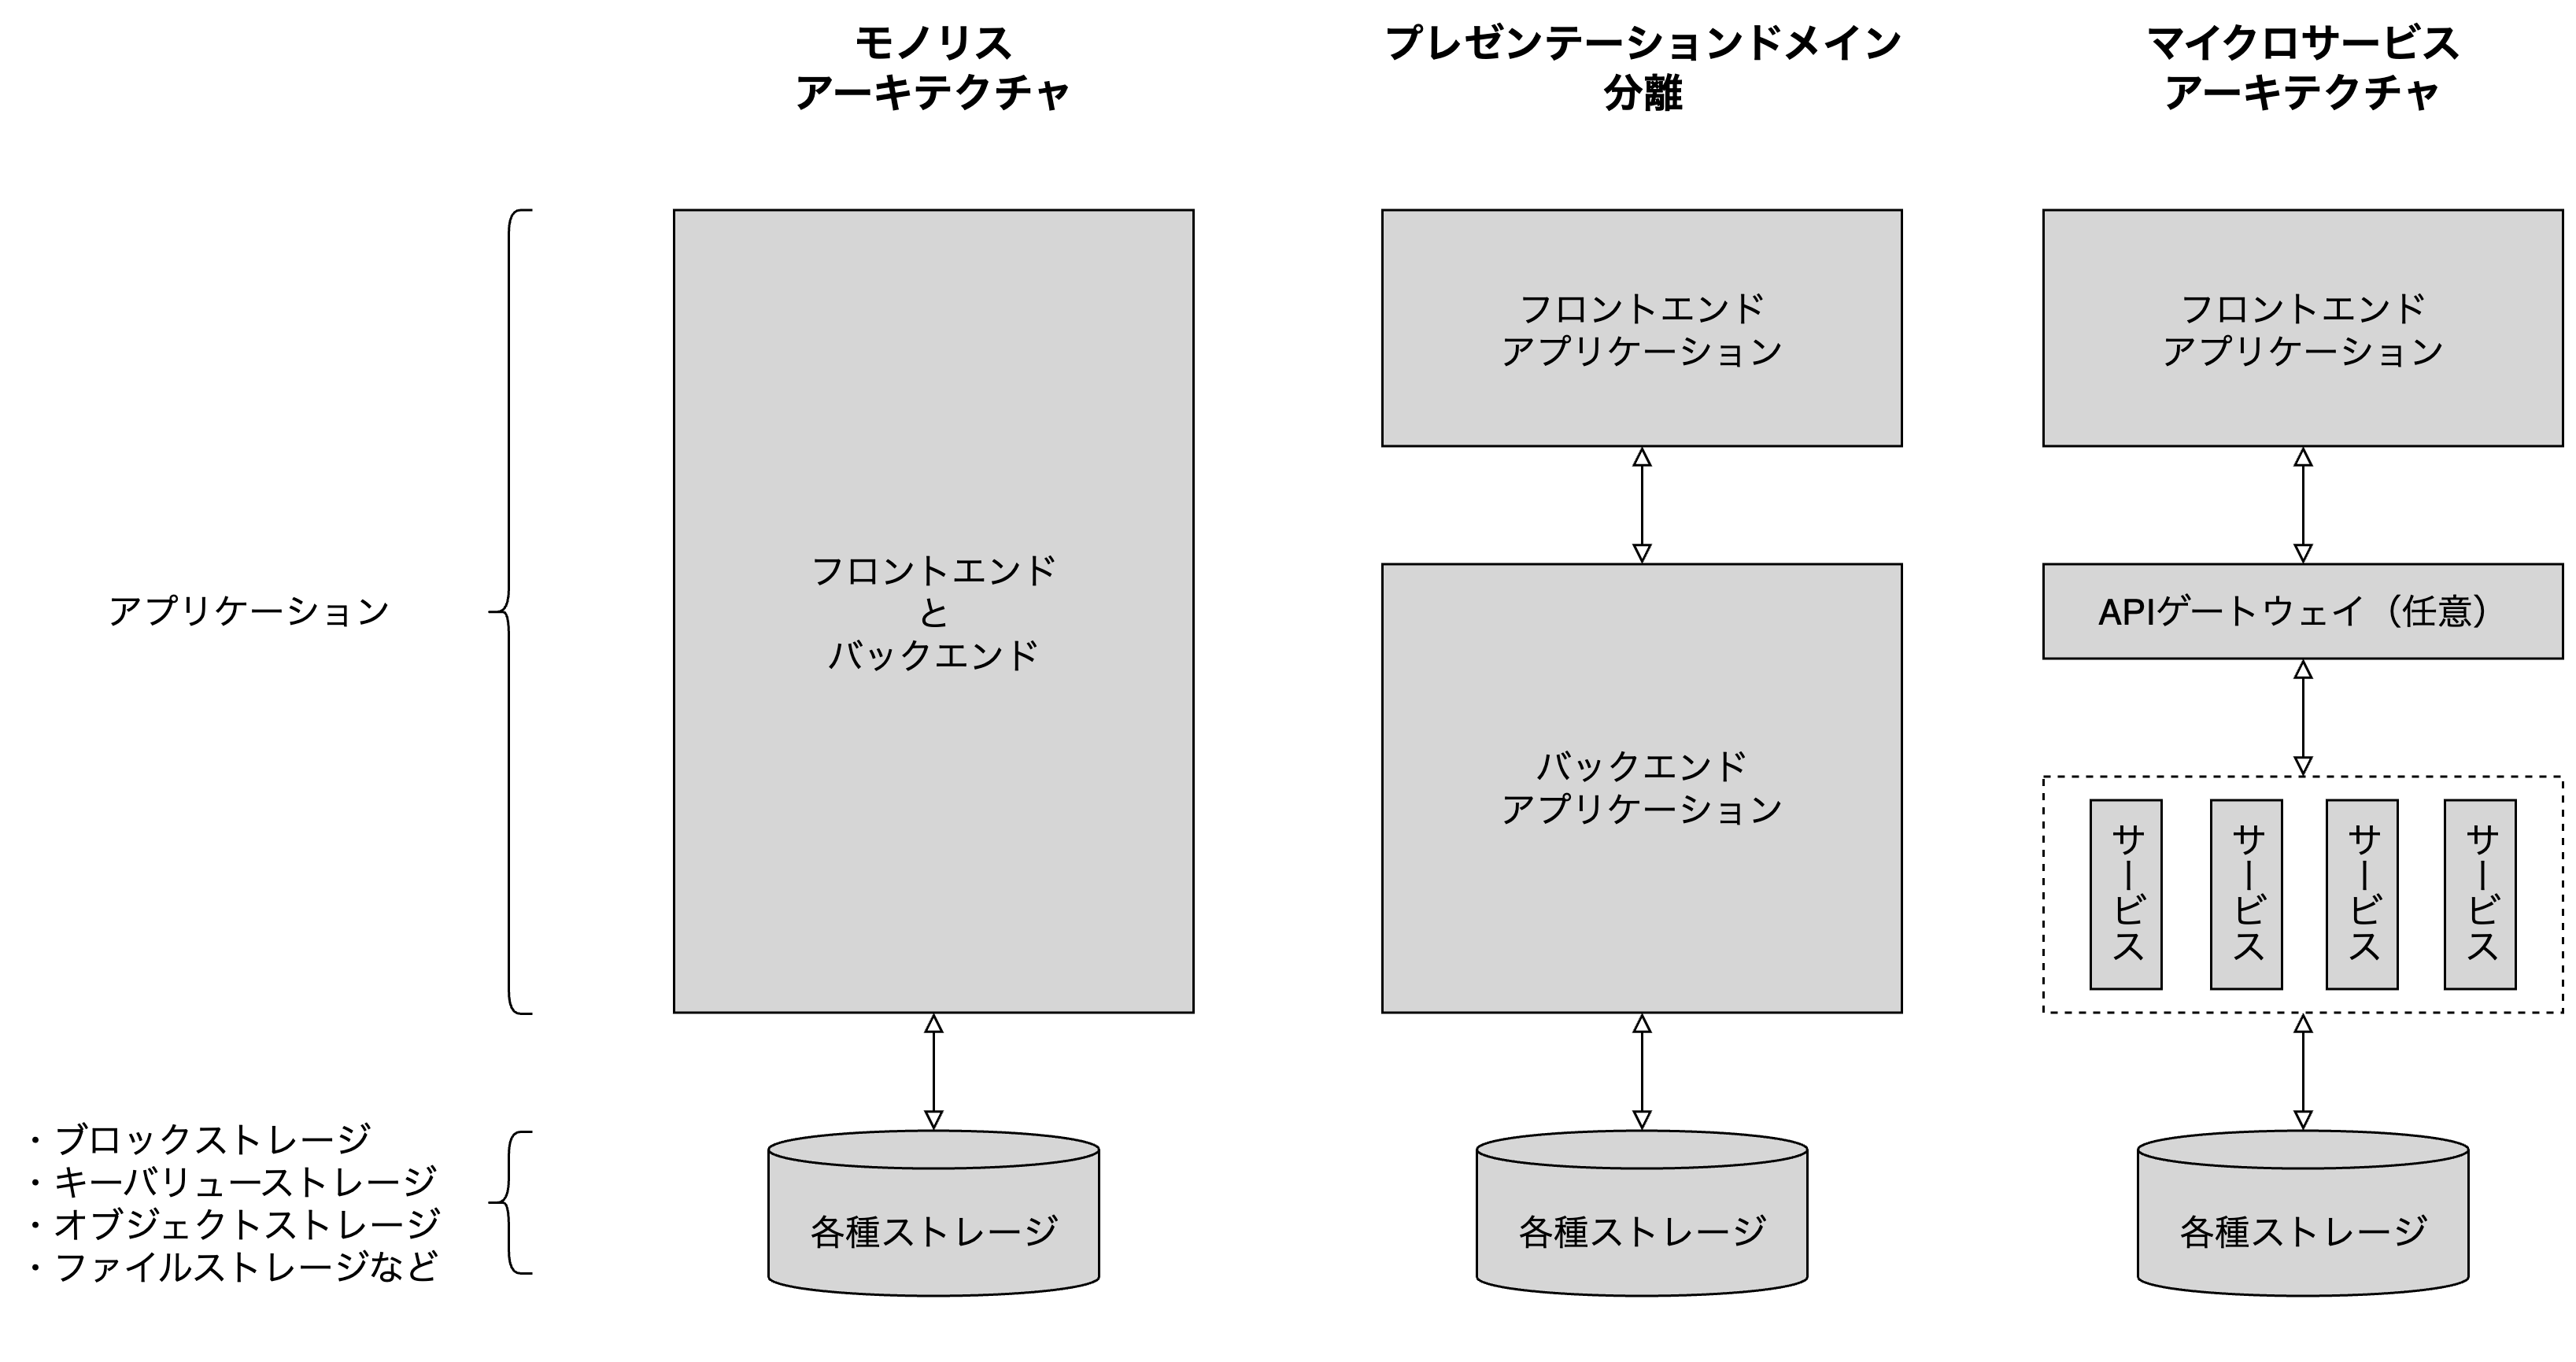 モノリス
アーキテクチャ
プレゼンテーションドメイン
分離
マイクロサービス
アーキテクチャ
アプリケーション
フロントエンド
と
バックエンド
フロントエンド
アプリケーション
バックエンド
アプリケーション
フロントエンド
アプリケーション
APIゲートウェイ（任意）
サービス
サービス
サービス
サービス
・ブロックストレージ
・キーバリューストレージ
・オブジェクトストレージ
・ファイルストレージなど
各種ストレージ
各種ストレージ
各種ストレージ